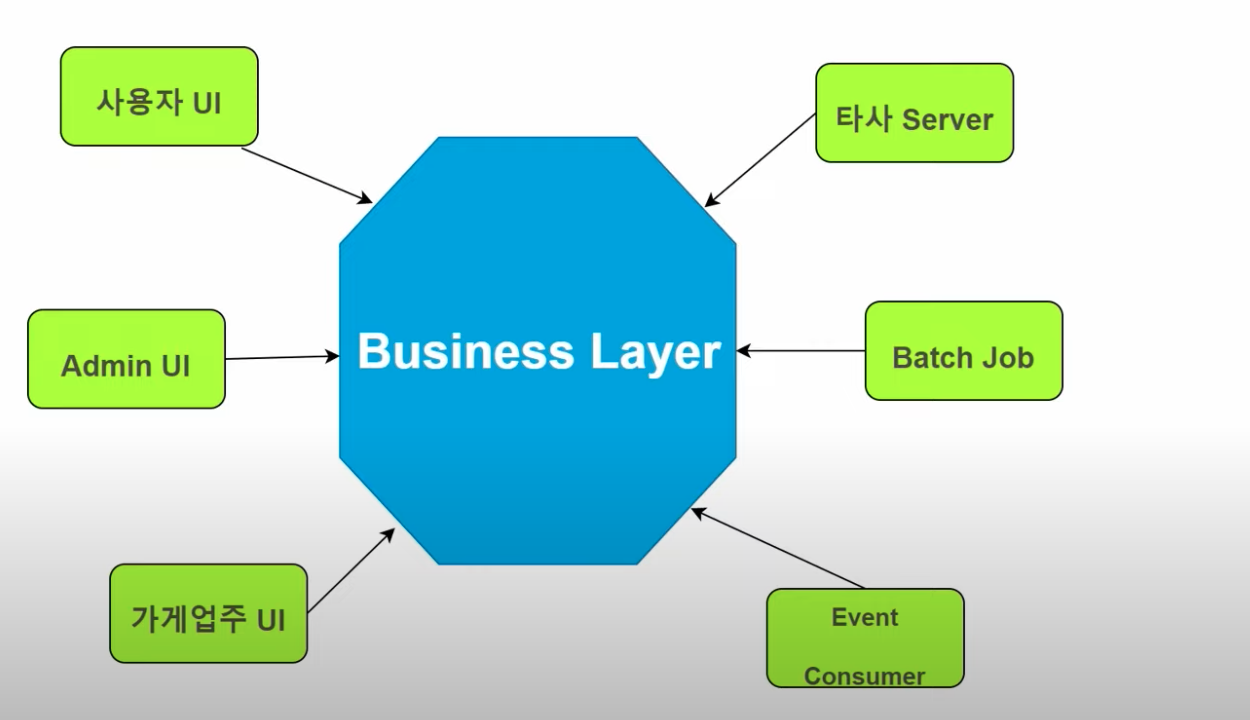 사용자 UI
타사 Server
Admin UI
Business Layer
Batch Job
가게업주 UI
Event
Consumer